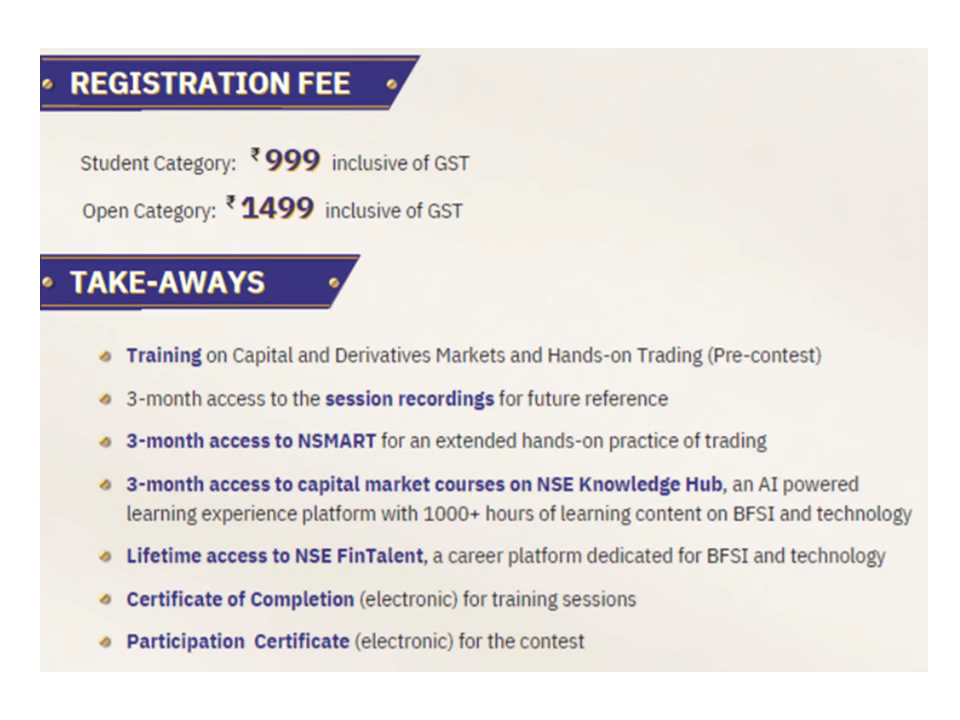 REGISTRATION FEE
Student Category: ₹ 999 inclusive of GST
Open Category: ₹ 1499 inclusive of GST
TAKE-AWAYS
Training on Capital and Derivatives Markets and Hands-on Trading (Pre-contest)
3-month access to the session recordings for future reference
3-month access to NSMART for an extended hands-on practice of trading
3-month access to capital market courses on NSE Knowledge Hub, an AI powered
learning experience platform with 1000+ hours of learning content on BFSI and technology
Lifetime access to NSE FinTalent, a career platform dedicated for BFSI and technology
Certificate of Completion (electronic) for training sessions
Participation Certificate (electronic) for the contest